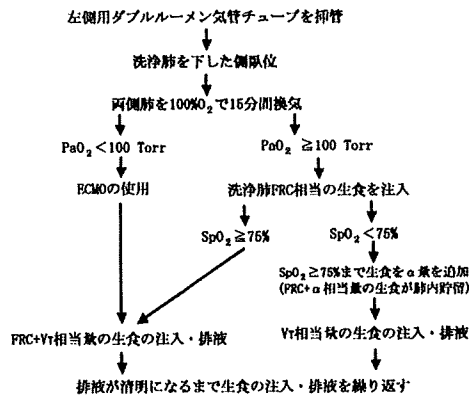 左側用ダブルルーメン気管チューブを挿管
洗浄肺を下した側臥位
両側肺を100%O₂で15分間換気
PaO₂<100 Torr
PaO₂ ≧100 Torr
ECMOの使用
洗浄肺FRC相当の生食を注入
SpO₂≧75%
SpO₂<75%
SpO₂≥75%まで生食をα量を追加
(FRC+α相当量の生食が肺内貯留)
FRC+VT相当量の生食の注入・排液
VT相当量の生食の注入・排液
排液が清明になるまで生食の注入・排液を繰り返す